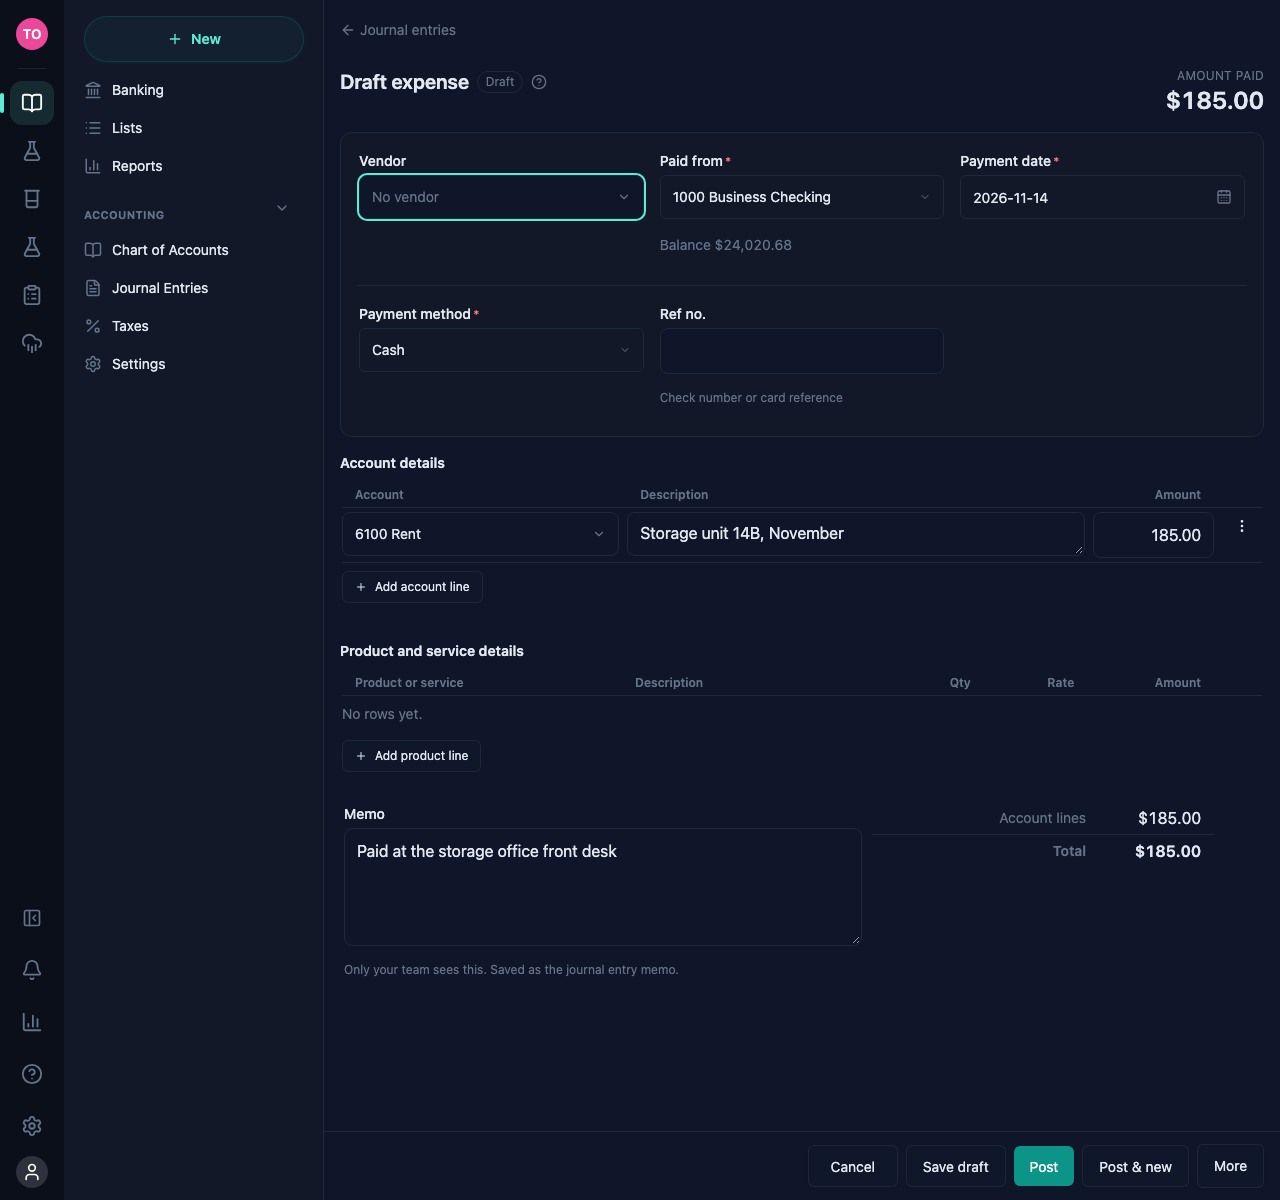 TO
New
Banking
Lists
Reports
ACCOUNTING
Chart of Accounts
Journal Entries
Taxes
Settings
Journal entries
Draft expense Draft
AMOUNT PAID
$185.00
Vendor Paid from* Payment date*
No vendor 1000 Business Checking 2026-11-14
Balance $24,020.68
Payment method* Ref no.
Cash
Check number or card reference
Account details
Account Description Amount
6100 Rent Storage unit 14B, November 185.00
Add account line
Product and service details
Product or service Description Qty Rate Amount
No rows yet.
Add product line
Memo
Paid at the storage office front desk
Only your team sees this. Saved as the journal entry memo.
Account lines $185.00
Total $185.00
Cancel Save draft Post Post & new More